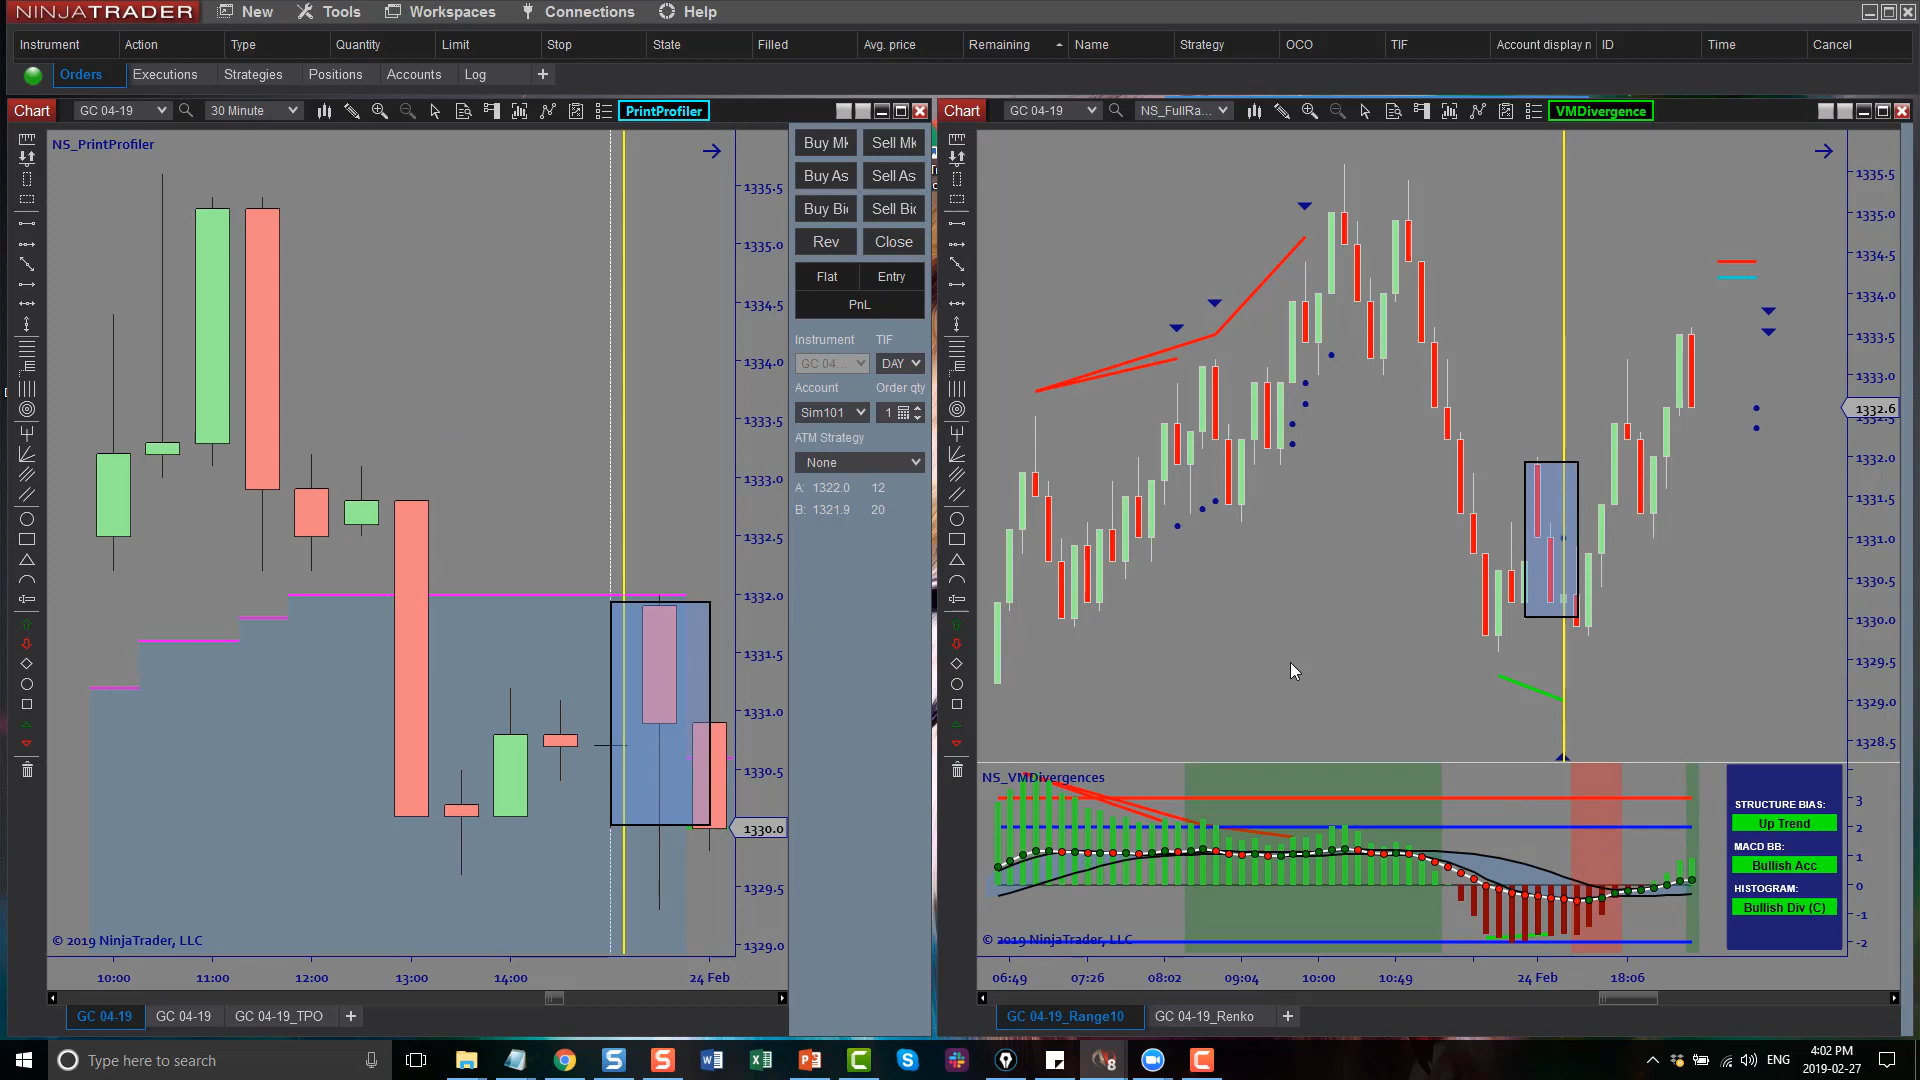 NINJATRADER New Tools Workspaces Connections Help
Instrument Action Type Quantity Limit Stop State Filled Avg. price Remaining Name Strategy OCO TIF Account display n ID Time Cancel
Orders Executions Strategies Positions Accounts Log +
Chart GC 04-19 30 Minute PrintProfiler
NS_PrintProfiler
1335.5
1335.0
1334.5
1334.0
1333.5
1333.0
1332.5
1332.0
1331.5
1331.0
1330.5
1330.0
1329.5
1329.0
© 2019 NinjaTrader, LLC
10:00 11:00 12:00 13:00 14:00 24 Feb
GC 04-19 GC 04-19 GC 04-19_TPO +
Buy Mk Sell Mk
Buy As Sell As
Buy Bi Sell Bid
Rev Close
Flat Entry
PnL
Instrument TIF
GC 04... DAY
Account Order qty
Sim101 1
ATM Strategy
None
A: 1322.0 12
B: 1321.9 20
Chart GC 04-19 NS_FullRa... VMDivergence
1335.5
1335.0
1334.5
1334.0
1333.5
1333.0
1332.6
1332.0
1331.5
1331.0
1330.5
1330.0
1329.5
1329.0
1328.5
NS_VMDivergences
STRUCTURE BIAS:
Up Trend
MACD BB:
Bullish Acc
HISTOGRAM:
Bullish Div (C)
3
2
1
0
-1
-2
© 2019 NinjaTrader, LLC
06:49 07:26 08:02 09:04 10:00 10:49 24 Feb 18:06
GC 04-19_Range10 GC 04-19_Renko +
Type here to search
ENG
4:02 PM
2019-02-27